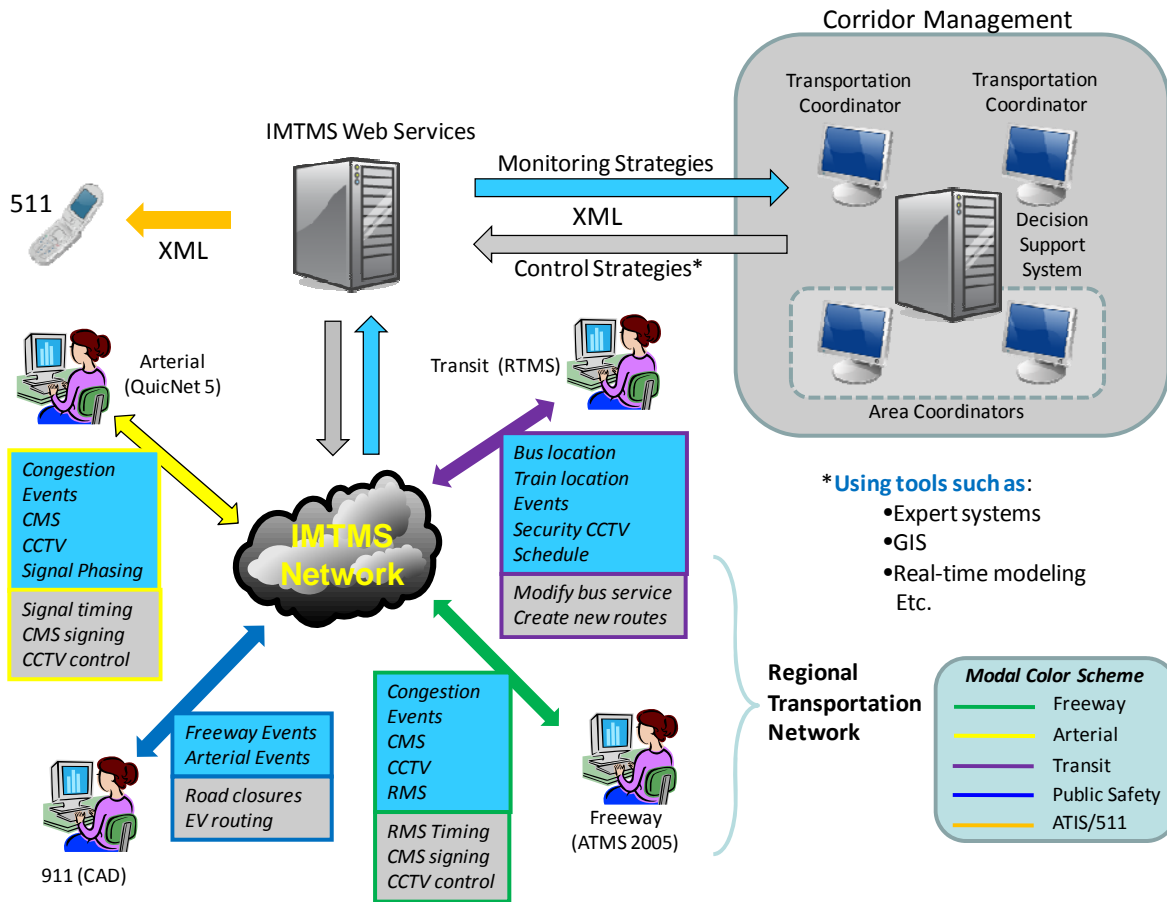 Corridor Management
Transportation
Coordinator
Transportation
Coordinator
Decision
Support
System
Area Coordinators
IMTMS Web Services
Monitoring Strategies
XML
Control Strategies*
511
XML
Arterial
(QuicNet 5)
Transit (RTMS)
Congestion
Events
CMS
CCTV
Signal Phasing
Signal timing
CMS signing
CCTV control
IMTMS
Network
Bus location
Train location
Events
Security CCTV
Schedule
Modify bus service
Create new routes
*Using tools such as:
•Expert systems
•GIS
•Real-time modeling
Etc.
Freeway Events
Arterial Events
Road closures
EV routing
911 (CAD)
Congestion
Events
CMS
CCTV
RMS
RMS Timing
CMS signing
CCTV control
Freeway
(ATMS 2005)
Regional
Transportation
Network
Modal Color Scheme
Freeway
Arterial
Transit
Public Safety
ATIS/511